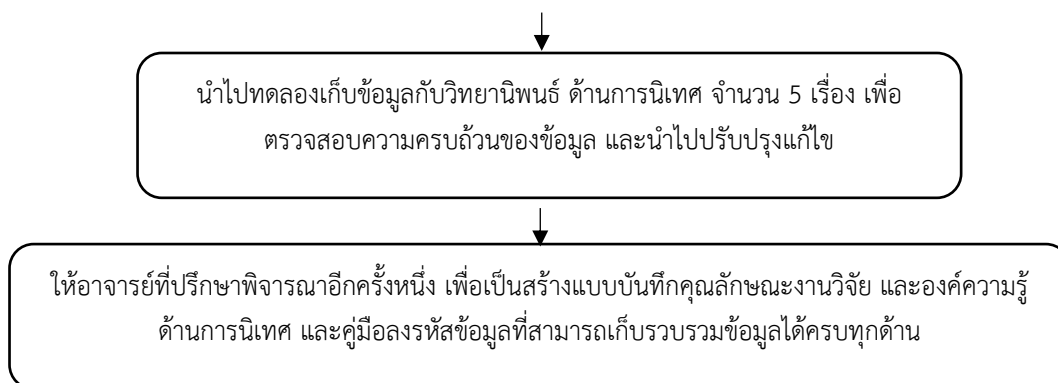 นำไปทดลองเก็บข้อมูลกับวิทยานิพนธ์ ด้านการนิเทศ จำนวน 5 เรื่อง เพื่อ
ตรวจสอบความครบถ้วนของข้อมูล และนำไปปรับปรุงแก้ไข
ให้อาจารย์ที่ปรึกษาพิจารณาอีกครั้งหนึ่ง เพื่อเป็นสร้างแบบบันทึกคุณลักษณะงานวิจัย และองค์ความรู้
ด้านการนิเทศ และคู่มือลงรหัสข้อมูลที่สามารถเก็บรวบรวมข้อมูลได้ครบทุกด้าน